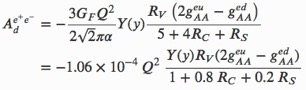 A_d^{e^+e^-} = -\frac{3G_F Q^2}{2\sqrt{2}\pi\alpha} Y(y) \frac{R_V (2g_{AA}^{eu} - g_{AA}^{ed})}{5 + 4R_C + R_S}
= -1.06 × 10^{-4} Q^2 \frac{Y(y)R_V(2g_{AA}^{eu} - g_{AA}^{ed})}{1 + 0.8 R_C + 0.2 R_S}